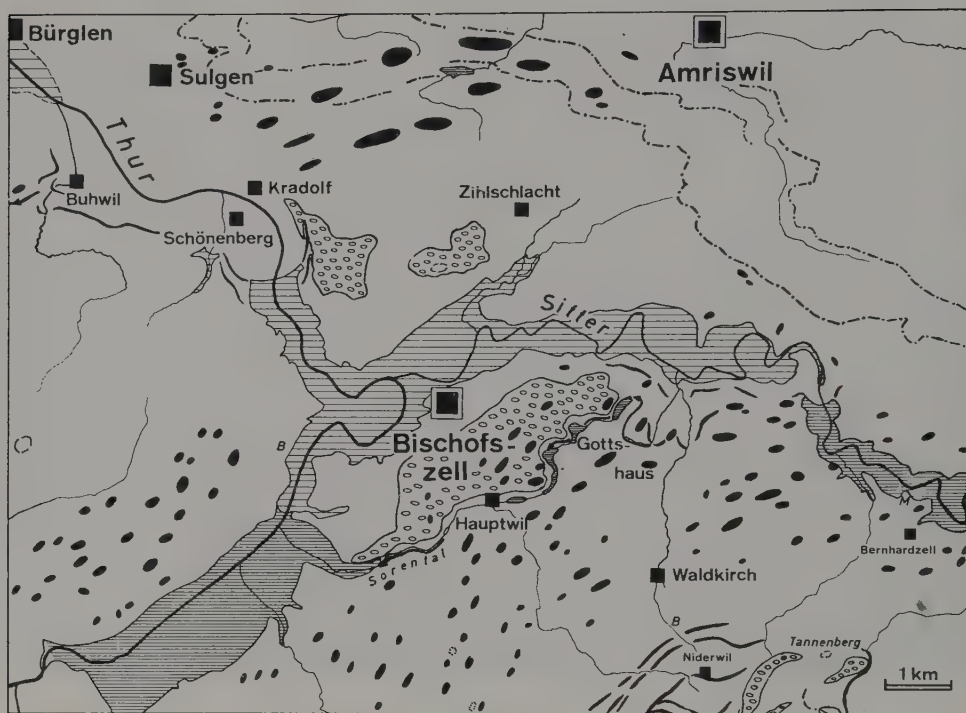 Bürglen
Sulgen
Amriswil
Thur
Buhwil
Kradolf
Zihlschlacht
Schönenberg
Sitter
B
Bischofs-
zell
Gotts-
haus
Hauptwil
M
Bernhardzell
Sorental
Waldkirch
B
Tannenberg
Niderwil
1 km